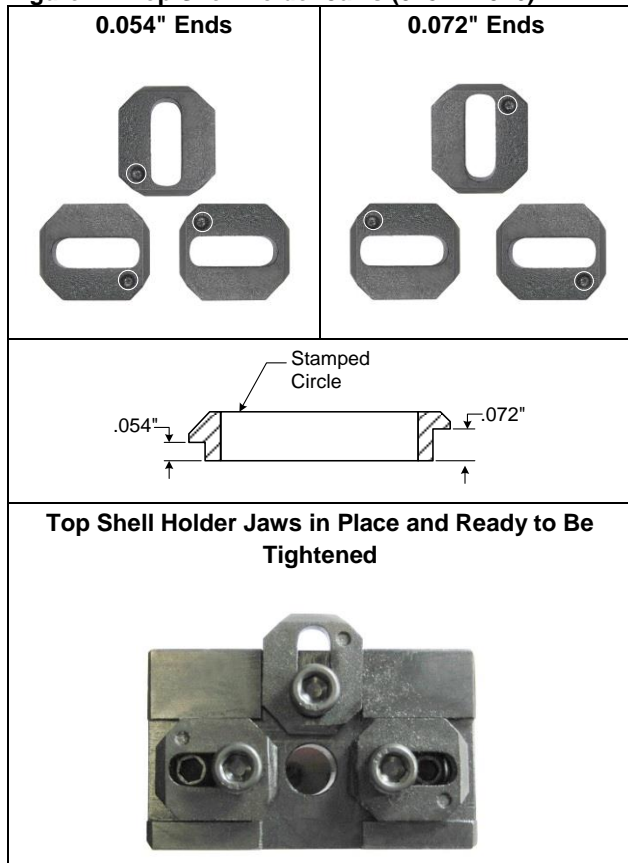 0.054" Ends
0.072" Ends
Stamped
Circle
.054"
.072"
Top Shell Holder Jaws in Place and Ready to Be
Tightened